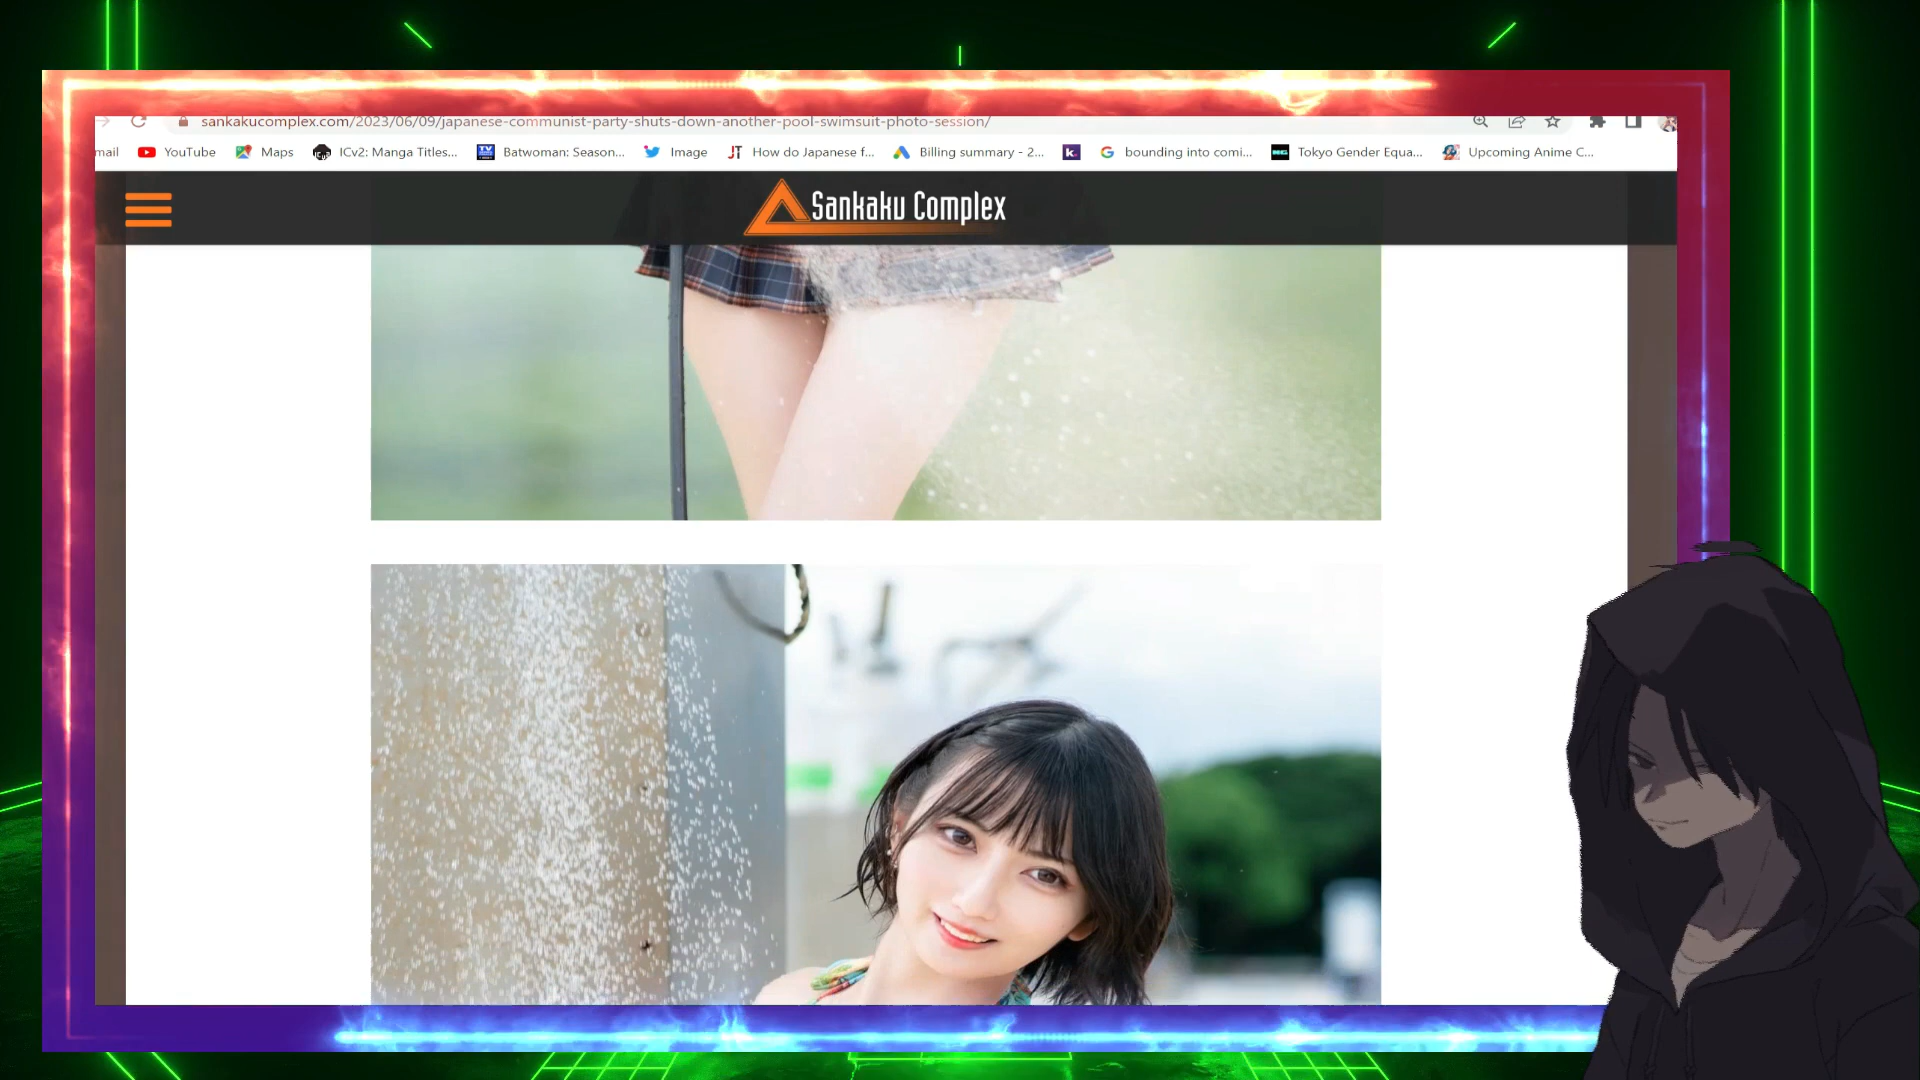 sankakucomplex.com/2023/06/09/japanese-communist-party-shuts-down-another-pool-swimsuit-photo-session/
mail YouTube Maps ICv2: Manga Titles... Batwoman: Season... Image How do Japanese f... Billing summary - 2... k. bounding into comi... Tokyo Gender Equa... Upcoming Anime C...
Sankaku Complex